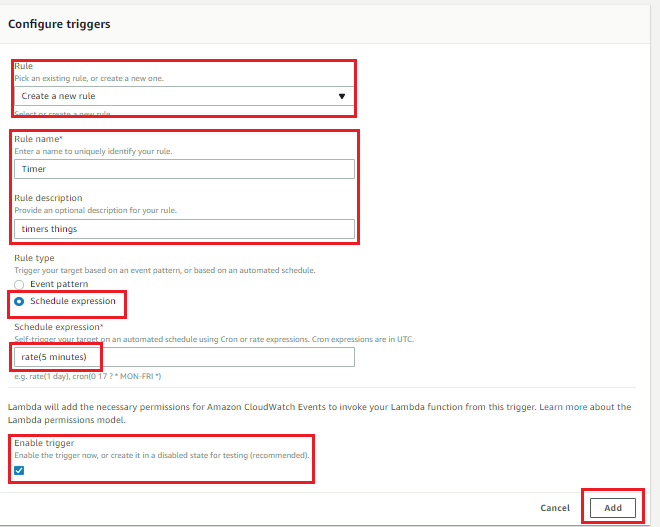 Configure triggers
Rule
Pick an existing rule, or create a new one.
Create a new rule
Select or create a new rule
Rule name*
Enter a name to uniquely identify your rule.
Timer
Rule description
Provide an optional description for your rule.
timers things
Rule type
Trigger your target based on an event pattern, or based on an automated schedule.
Event pattern
Schedule expression
Schedule expression*
Self-trigger your target on an automated schedule using Cron or rate expressions. Cron expressions are in UTC.
rate(5 minutes)
e.g. rate(1 day), cron(0 17 ? * MON-FRI *)
Lambda will add the necessary permissions for Amazon CloudWatch Events to invoke your Lambda function from this trigger. Learn more about the
Lambda permissions model.
Enable trigger
Enable the trigger now, or create it in a disabled state for testing (recommended).
Cancel
Add